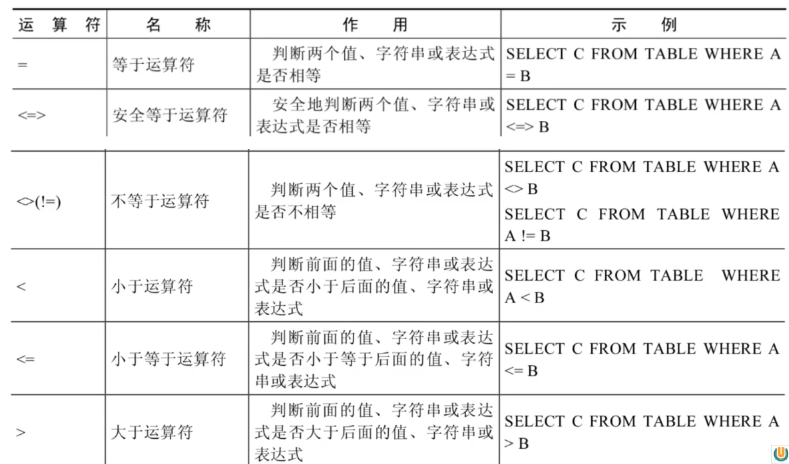 运 算 符 名 称 作 用 示 例
= 等于运算符 判断两个值、字符串或表达式
是否相等 SELECT C FROM TABLE WHERE A
= B
<=> 安全等于运算符 安全地判断两个值、字符串或
表达式是否相等 SELECT C FROM TABLE WHERE A
<=> B
<>(!=) 不等于运算符 判断两个值、字符串或表达式
是否不相等 SELECT C FROM TABLE WHERE A
<> B
SELECT C FROM TABLE WHERE
A != B
< 小于运算符 判断前面的值、字符串或表达
式是否小于后面的值、字符串或
表达式 SELECT C FROM TABLE WHERE
A < B
<= 小于等于运算符 判断前面的值、字符串或表达
式是否小于等于后面的值、字符
串或表达式 SELECT C FROM TABLE WHERE A
<= B
> 大于运算符 判断前面的值、字符串或表达
式是否大于后面的值、字符串或
表达式 SELECT C FROM TABLE WHERE A
> B